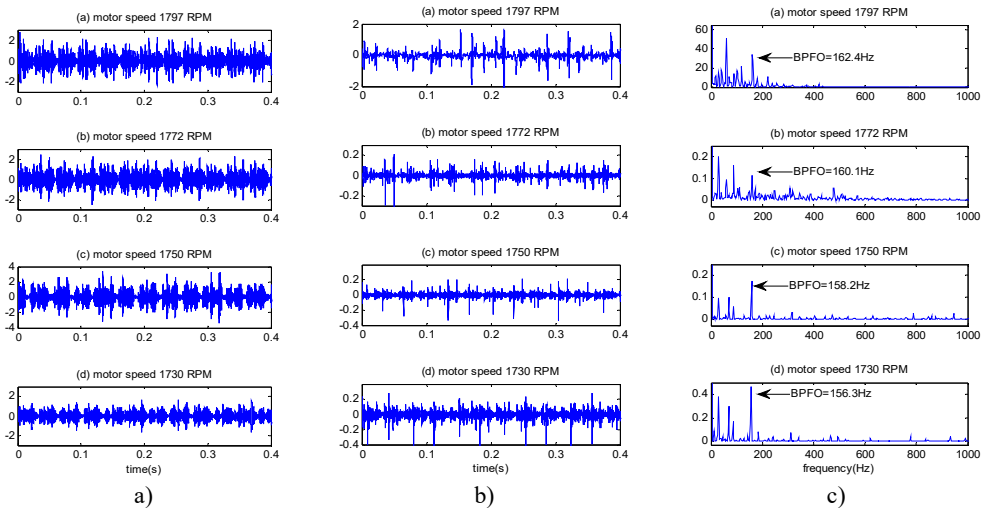 (a) motor speed 1797 RPM
2
0
-2
0 0.1 0.2 0.3 0.4
(b) motor speed 1772 RPM
2
0
-2
0 0.1 0.2 0.3 0.4
(c) motor speed 1750 RPM
4
2
0
-2
-4
0 0.1 0.2 0.3 0.4
(d) motor speed 1730 RPM
2
0
-2
0 0.1 0.2 0.3 0.4
time(s)
a)
(a) motor speed 1797 RPM
2
0
-2
0 0.1 0.2 0.3 0.4
(b) motor speed 1772 RPM
0.2
0
-0.2
0 0.1 0.2 0.3 0.4
(c) motor speed 1750 RPM
0.2
0
-0.2
-0.4
0 0.1 0.2 0.3 0.4
(d) motor speed 1730 RPM
0.2
0
-0.2
-0.4
0 0.1 0.2 0.3 0.4
time(s)
b)
(a) motor speed 1797 RPM
60
40
20
0
BPFO=162.4Hz
0 200 400 600 800 1000
(b) motor speed 1772 RPM
0.2
0.1
0
BPFO=160.1Hz
0 200 400 600 800 1000
(c) motor speed 1750 RPM
0.2
0.1
0
BPFO=158.2Hz
0 200 400 600 800 1000
(d) motor speed 1730 RPM
0.4
0.2
0
BPFO=156.3Hz
0 200 400 600 800 1000
frequency(Hz)
c)